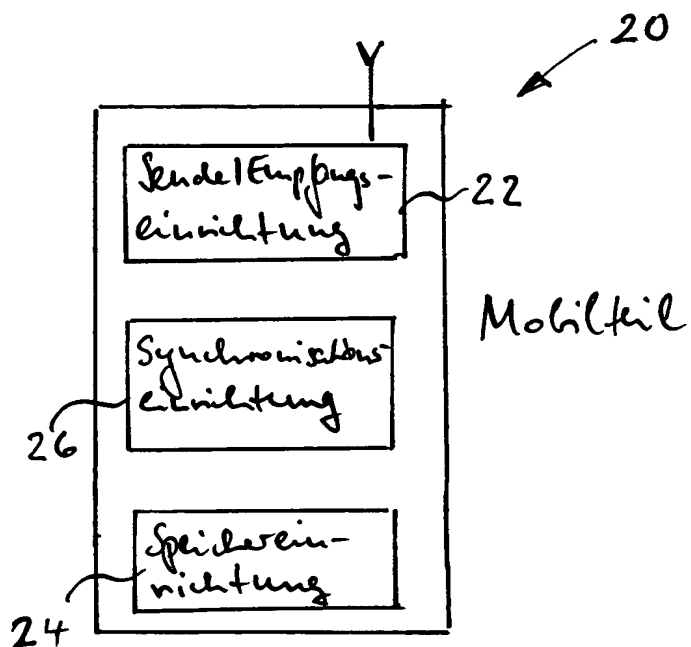 20
Sende/Empfangs-
einrichtung
22
Mobilteil
Synchronisations-
einrichtung
26
Speicherein-
richtung
24